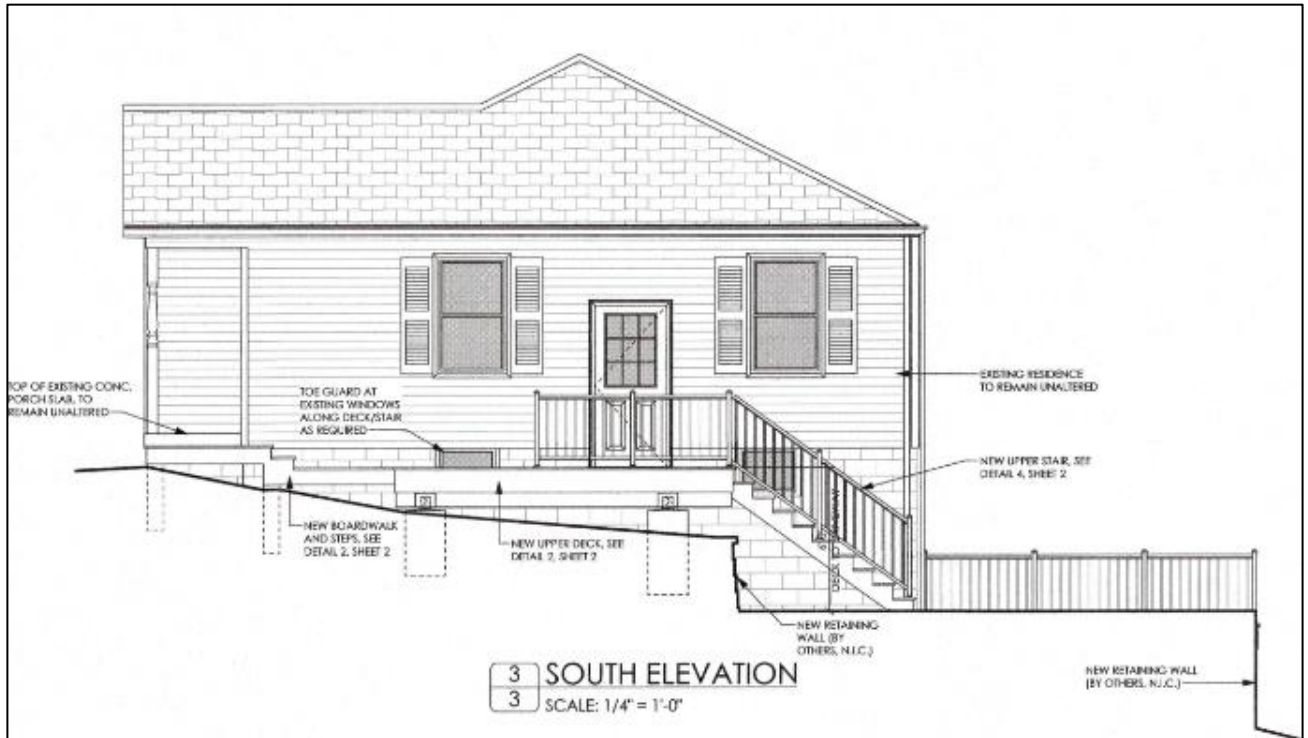 TOP OF EXISTING CONC.
PORCH SLAB, TO
REMAIN UNALTERED
TOE GUARD AT
EXISTING WINDOWS
ALONG DECK/STAIR
AS REQUIRED
EXISTING RESIDENCE
TO REMAIN UNALTERED
NEW UPPER STAIR, SEE
DETAIL 4, SHEET 2
NEW BOARDWALK
AND STEPS, SEE
DETAIL 2, SHEET 2
NEW UPPER DECK, SEE
DETAIL 2, SHEET 2
DECK
NEW RETAINING
WALL (BY
OTHERS, N.I.C.)
NEW RETAINING WALL
(BY OTHERS, N.I.C.)
3
3
SOUTH ELEVATION
SCALE: 1/4" = 1'-0"